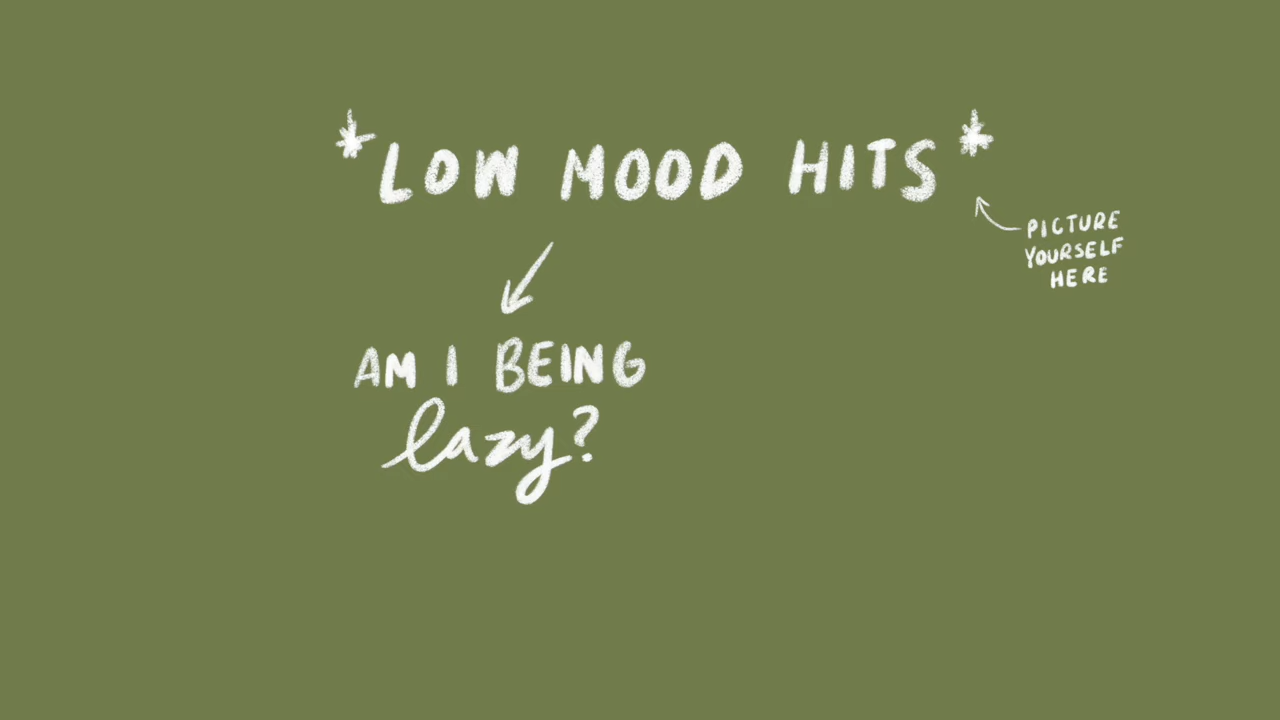 *LOW MOOD HITS*
PICTURE
YOURSELF
HERE
AM I BEING
lazy?